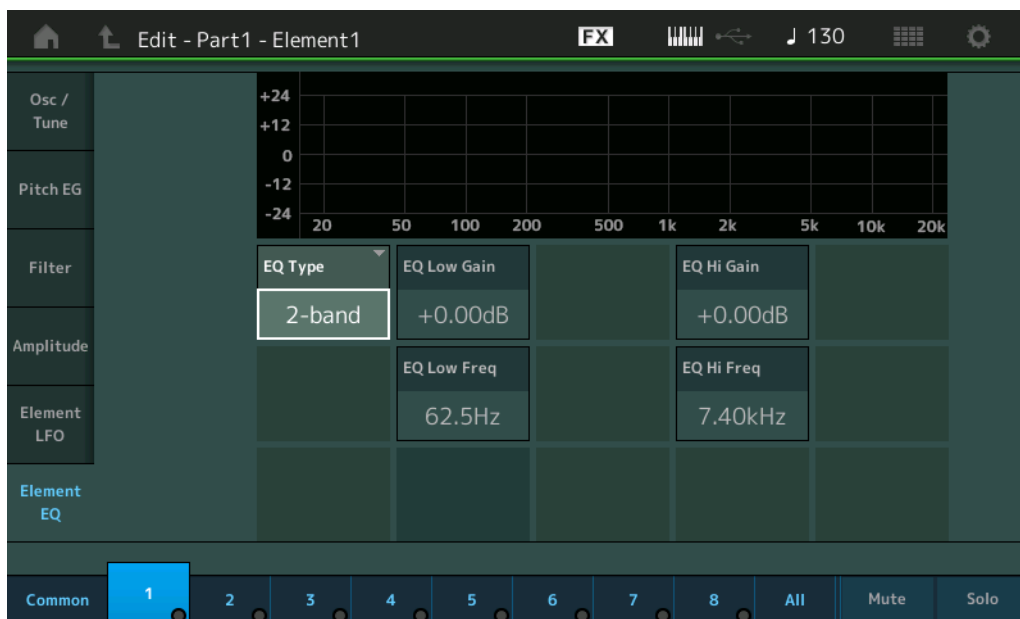 Edit - Part1 - Element1 FX ♩ 130
Osc /
Tune
Pitch EG
Filter
Amplitude
Element
LFO
Element
EQ
+24
+12
0
-12
-24
20 50 100 200 500 1k 2k 5k 10k 20k
EQ Type EQ Low Gain EQ Hi Gain
2-band +0.00dB +0.00dB
EQ Low Freq EQ Hi Freq
62.5Hz 7.40kHz
Common 1 2 3 4 5 6 7 8 All Mute Solo